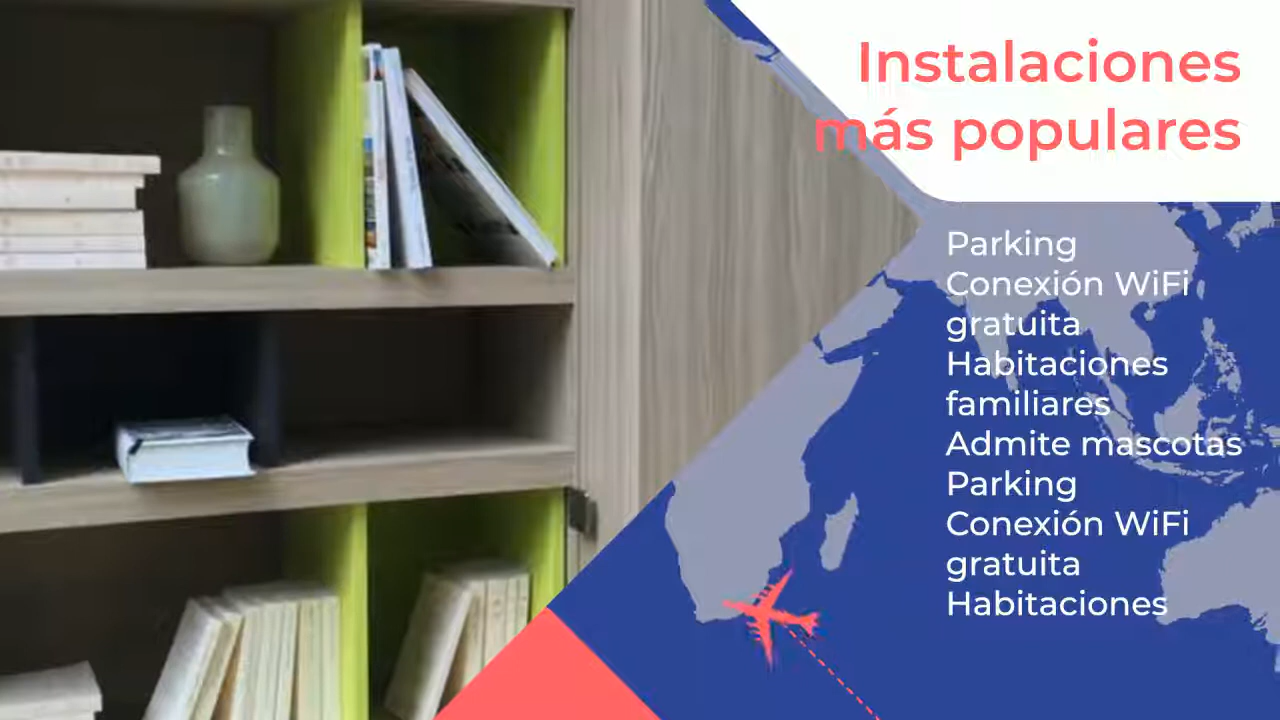 Instalaciones
más populares
Parking
Conexión WiFi
gratuita
Habitaciones
familiares
Admite mascotas
Parking
Conexión WiFi
gratuita
Habitaciones